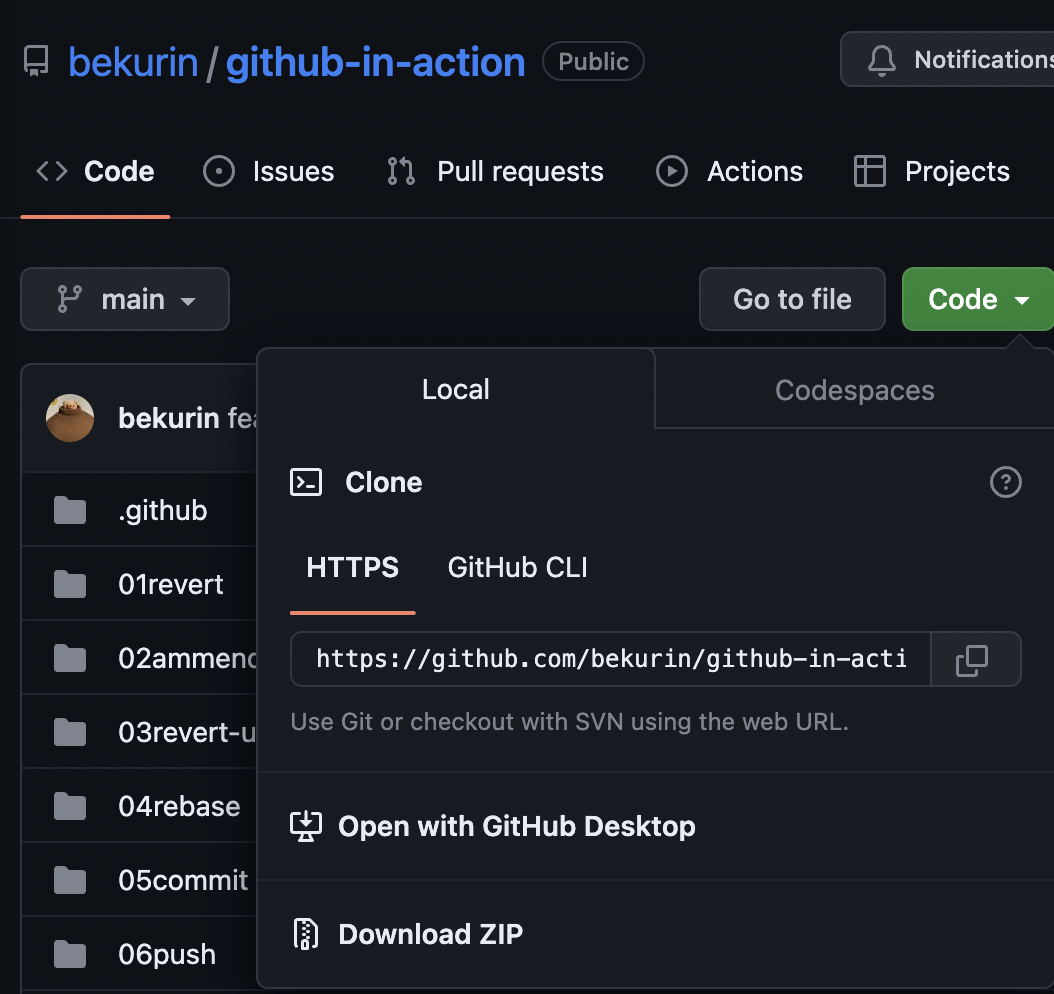 bekurin / github-in-action Public Notifications
Code Issues Pull requests Actions Projects
main Go to file Code
Local Codespaces
bekurin
Clone
.github
HTTPS GitHub CLI
01revert
https://github.com/bekurin/github-in-acti
02ammend
Use Git or checkout with SVN using the web URL.
03revert-u
04rebase
Open with GitHub Desktop
05commit
Download ZIP
06push